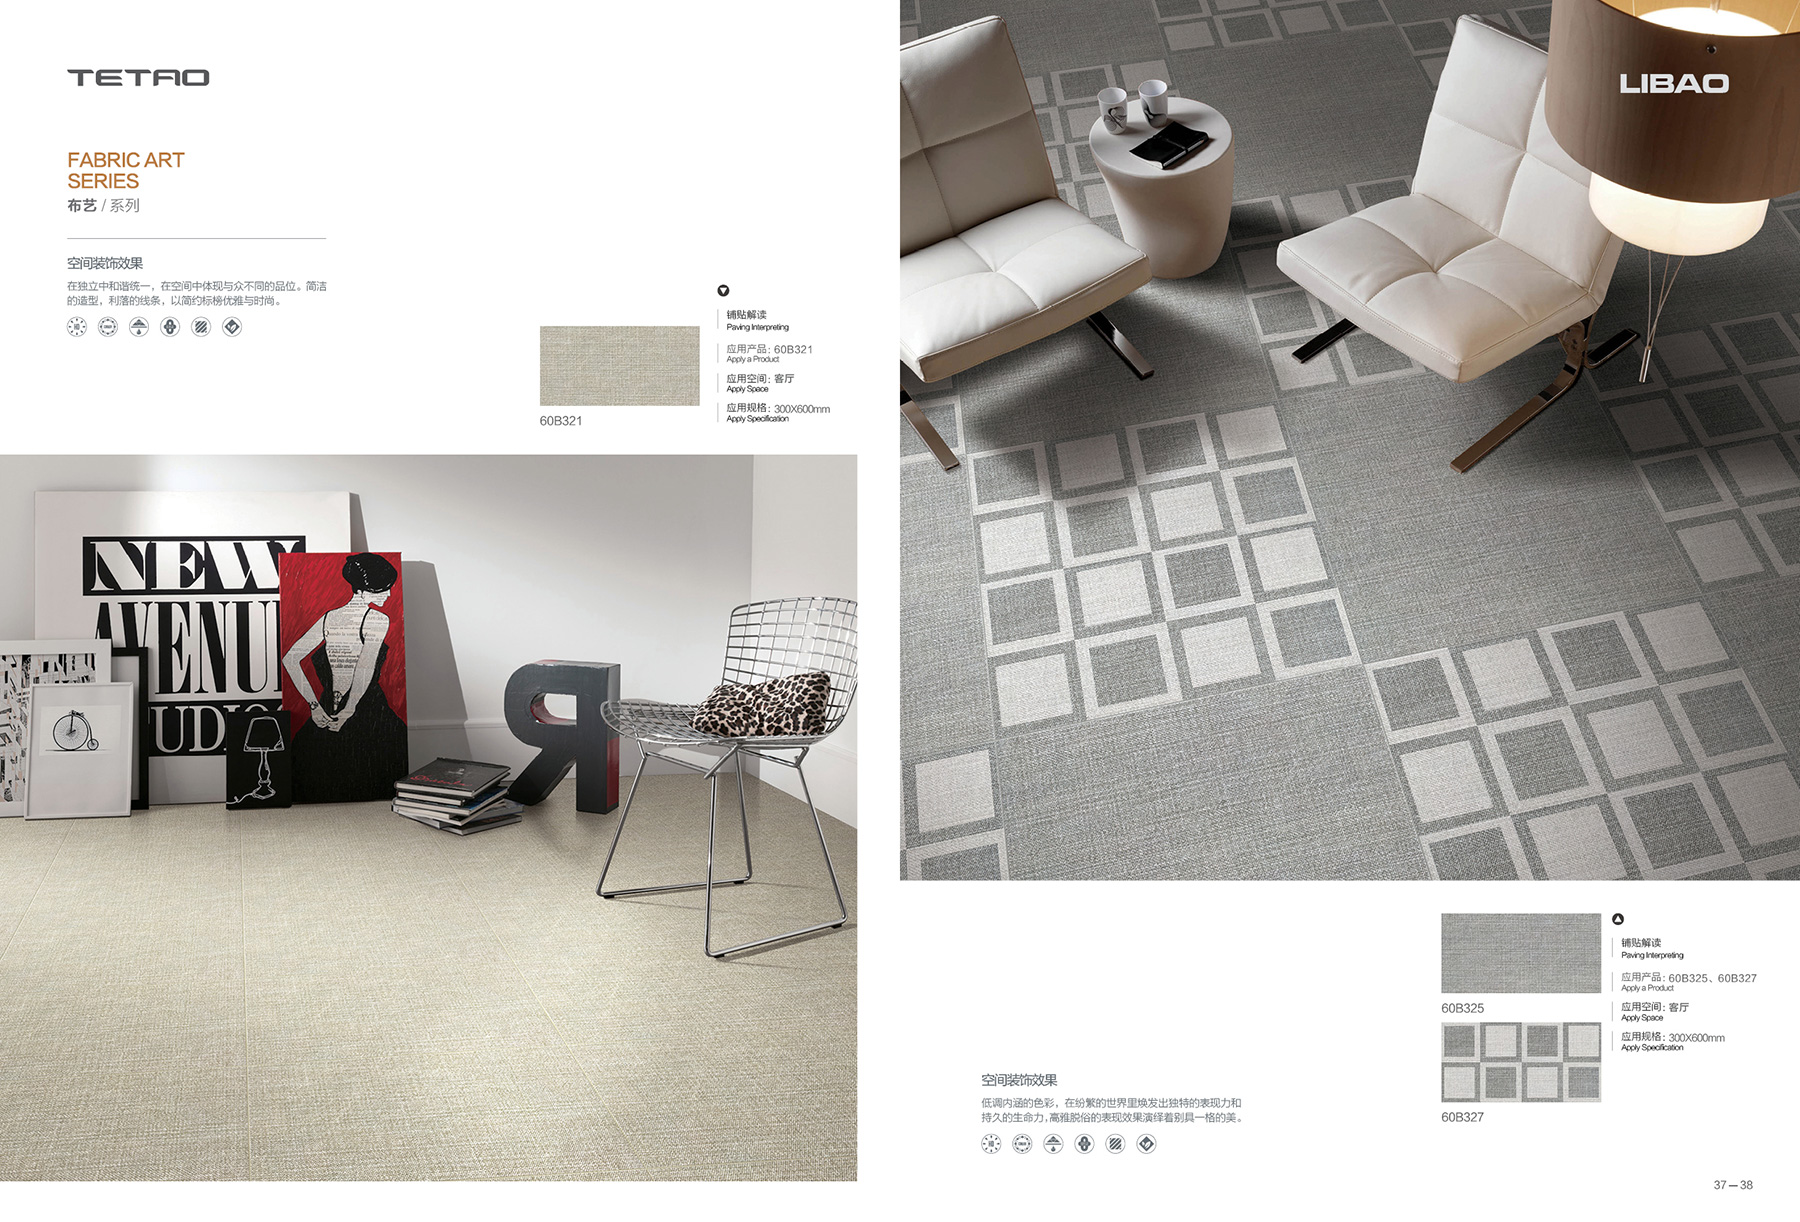 TETAO
FABRIC ART
SERIES
布艺 / 系列
空间装饰效果
在独立中和谐统一，在空间中体现与众不同的品位。简洁
的造型，利落的线条，以简约标榜优雅与时尚。
60B321
铺贴解读
Paving Interpreting
应用产品：60B321
Apply a Product
应用空间：客厅
Apply Space
应用规格：300X600mm
Apply Specification
NEW
AVENU
TUDIOS
R
LIBAO
60B325
60B327
铺贴解读
Paving Interpreting
应用产品：60B325、60B327
Apply a Product
应用空间：客厅
Apply Space
应用规格：300X600mm
Apply Specification
空间装饰效果
低调内涵的色彩，在纷繁的世界里焕发出独特的表现力和
持久的生命力，高雅脱俗的表现效果演绎着别具一格的美。
37—38